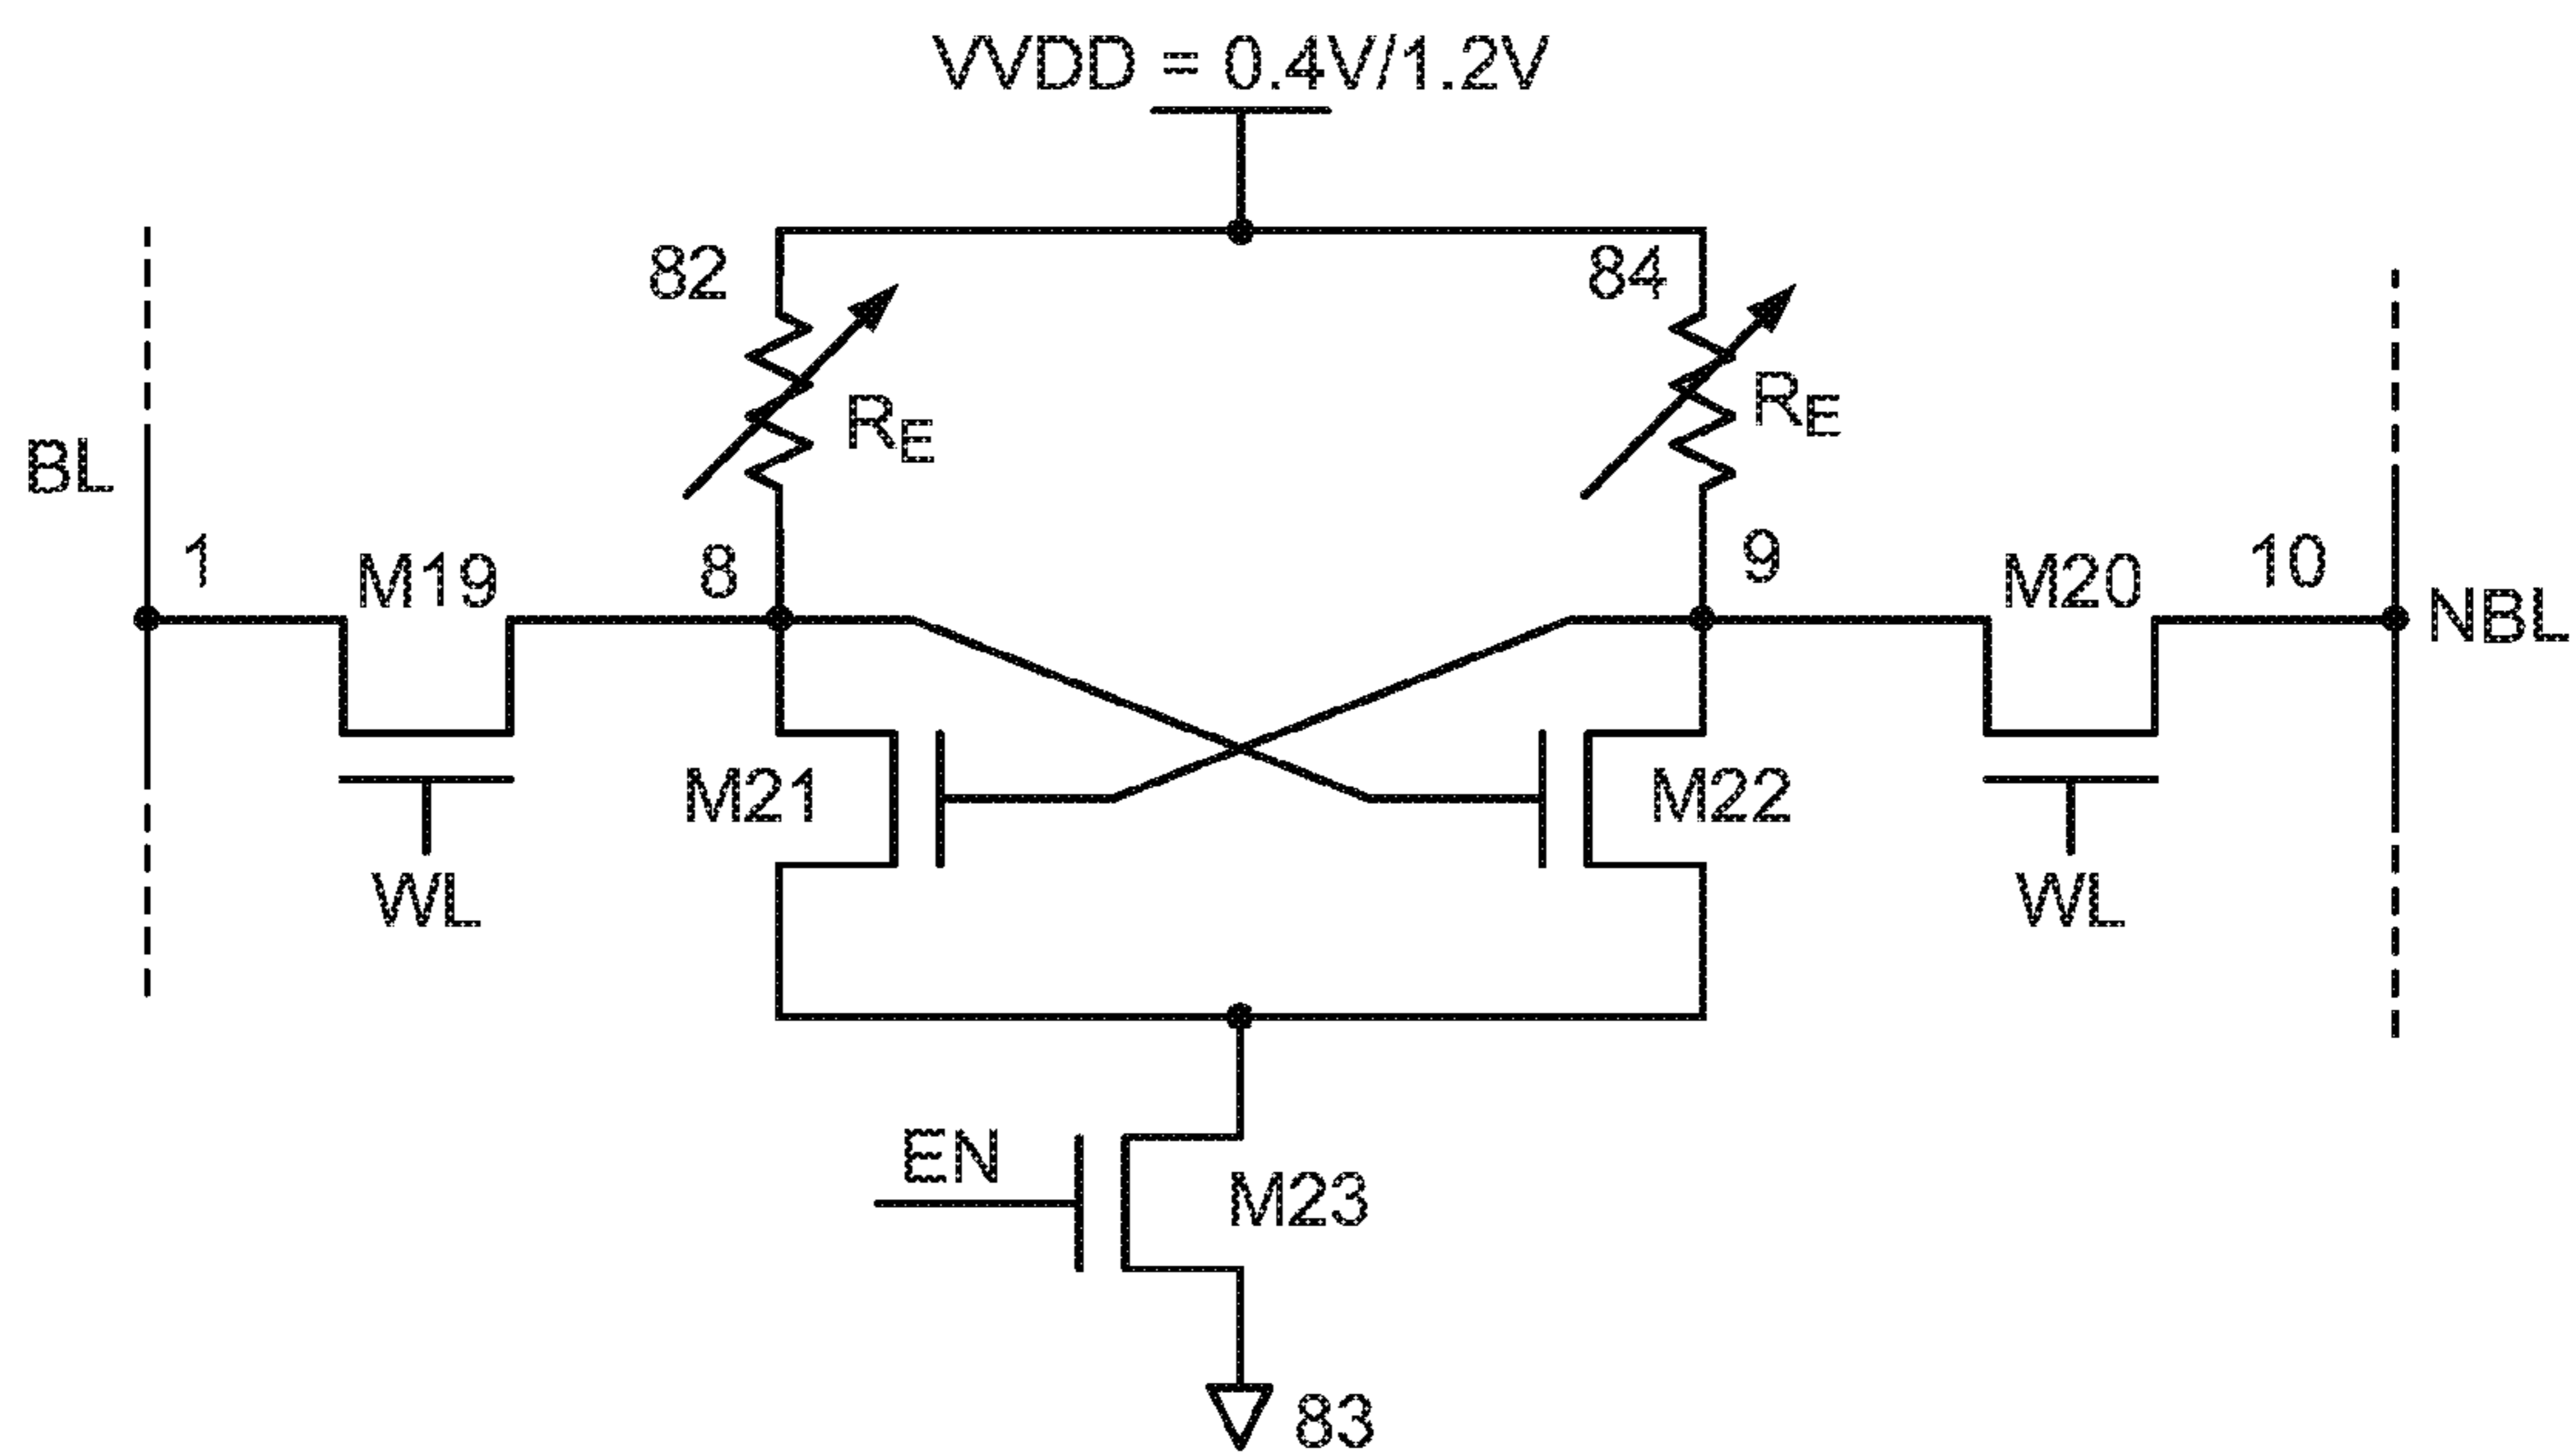 VVDD = 0.4V/1.2V
82
84
RE
RE
BL
1
M19
8
9
M20
10
NBL
M21
M22
WL
WL
EN
M23
83